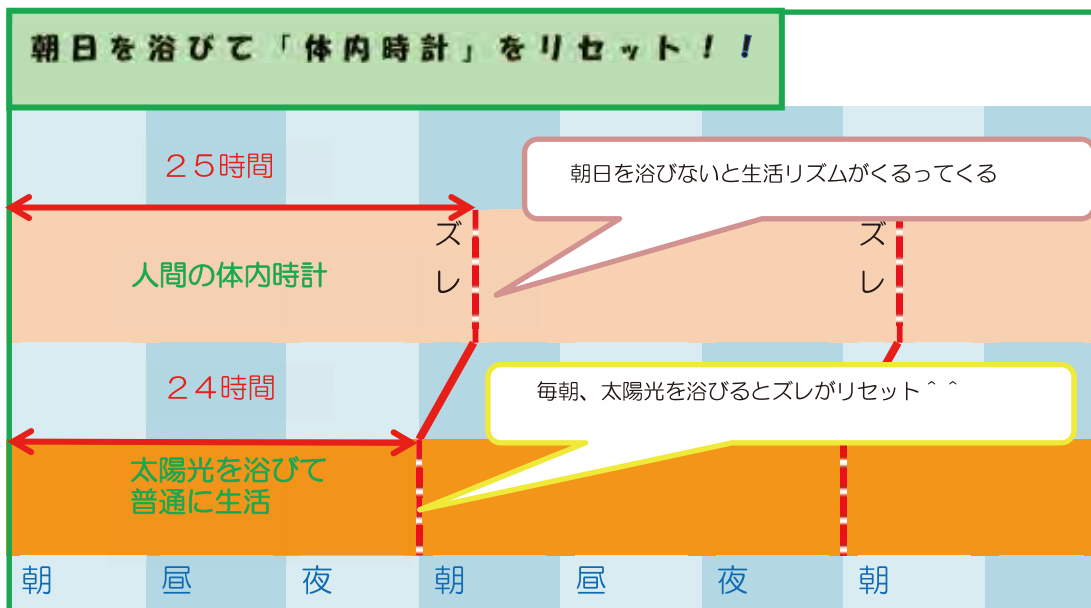 朝日を浴びて「体内時計」をリセット！！
２５時間
朝日を浴びないと生活リズムがくるってくる
ズレ
ズレ
人間の体内時計
２４時間
毎朝、太陽光を浴びるとズレがリセット＾＾
太陽光を浴びて
普通に生活
朝 昼 夜 朝 昼 夜 朝